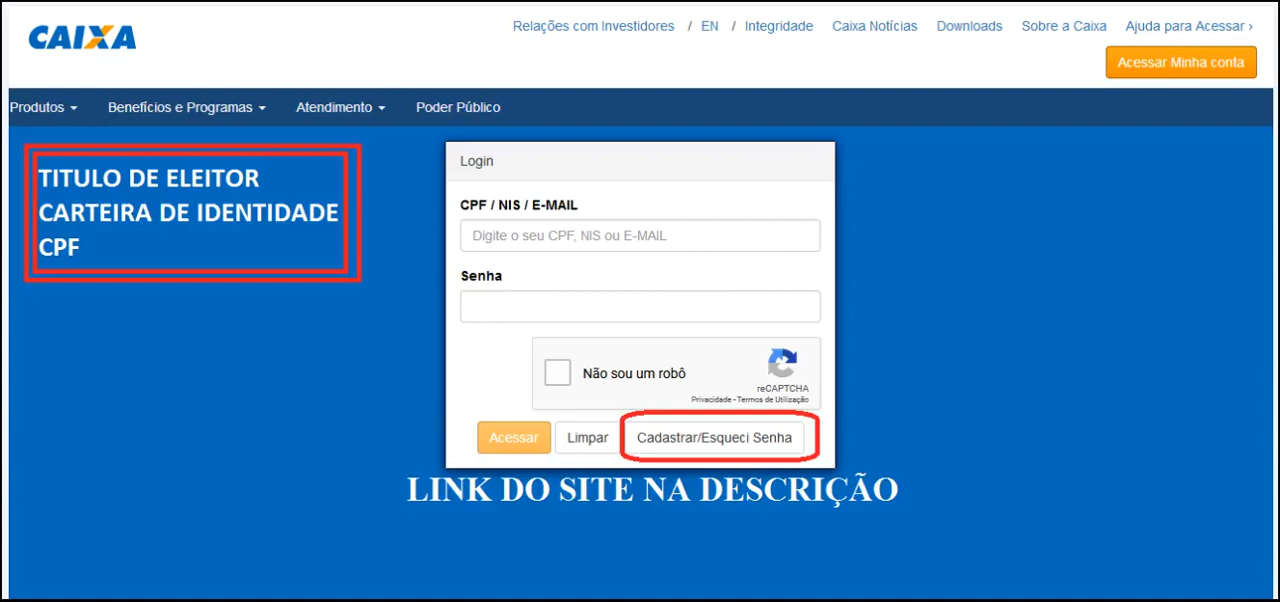 CAIXA
Relações com Investidores / EN / Integridade Caixa Notícias Downloads Sobre a Caixa Ajuda para Acessar ›
Acessar Minha conta
Produtos Benefícios e Programas Atendimento Poder Público
TITULO DE ELEITOR
CARTEIRA DE IDENTIDADE
CPF
Login
CPF / NIS / E-MAIL
Digite o seu CPF, NIS ou E-MAIL
Senha
Não sou um robô
reCAPTCHA
Privacidade - Termos de Utilização
Acessar Limpar Cadastrar/Esqueci Senha
LINK DO SITE NA DESCRIÇÃO